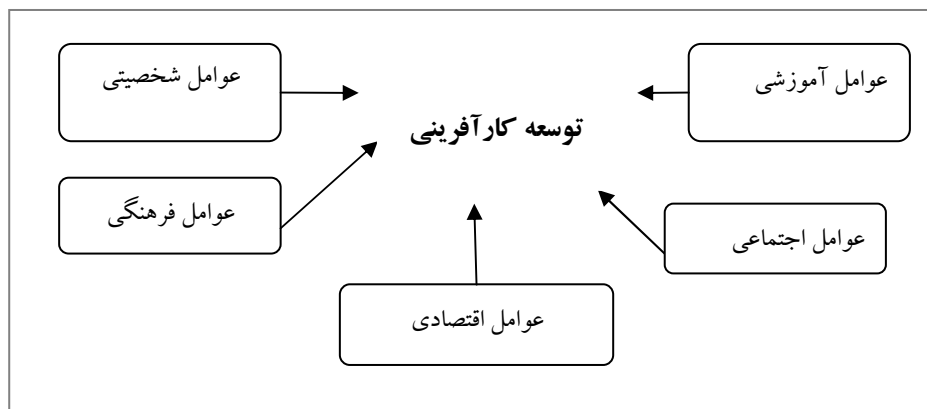 عوامل آموزشی
عوامل شخصیتی
توسعه کارآفرینی
عوامل اجتماعی
عوامل فرهنگی
عوامل اقتصادی